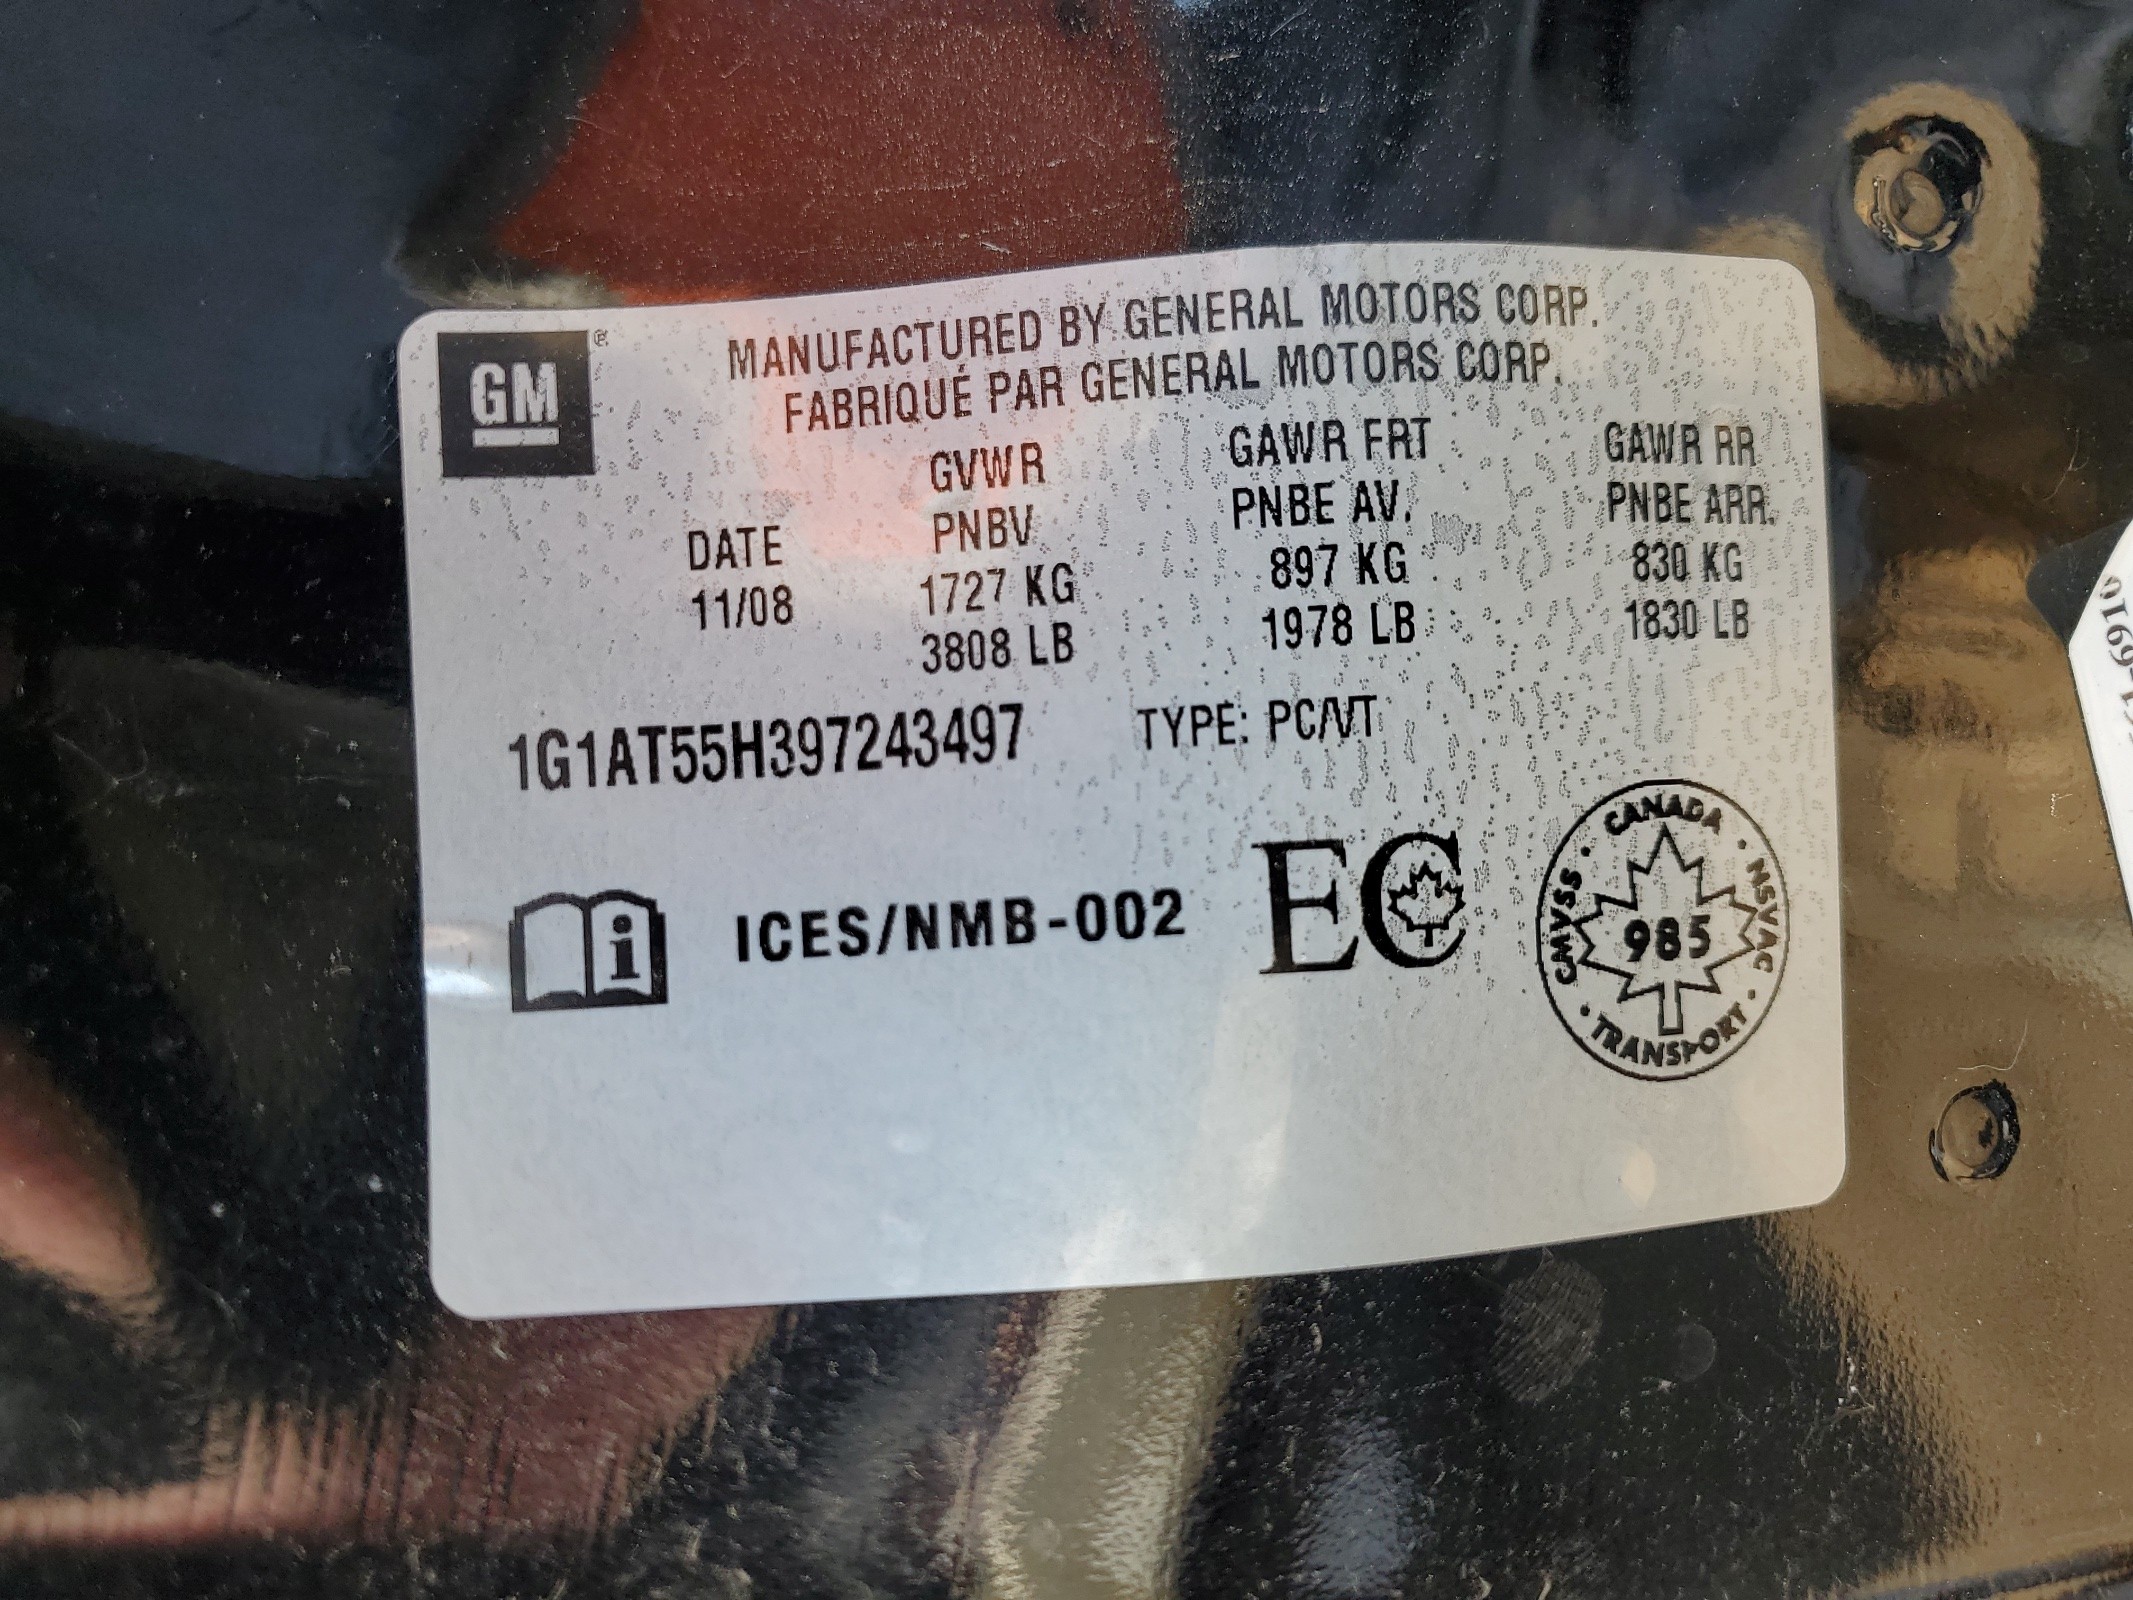 GM
MANUFACTURED BY GENERAL MOTORS CORP.
FABRIQUÉ PAR GENERAL MOTORS CORP.
GVWR GAWR FRT GAWR RR
DATE PNBV PNBE AV. PNBE ARR.
11/08 1727 KG 897 KG 830 KG
3808 LB 1978 LB 1830 LB
1G1AT55H397243497 TYPE: PC/VT
i ICES/NMB-002 EC
CANADA · NSVAC · TRANSPORT · CMVSS ·
985